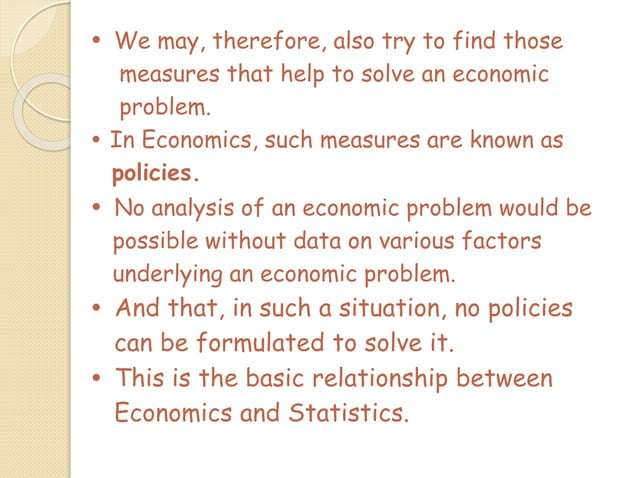 • We may, therefore, also try to find those
measures that help to solve an economic
problem.
• In Economics, such measures are known as
policies.
• No analysis of an economic problem would be
possible without data on various factors
underlying an economic problem.
• And that, in such a situation, no policies
can be formulated to solve it.
• This is the basic relationship between
Economics and Statistics.